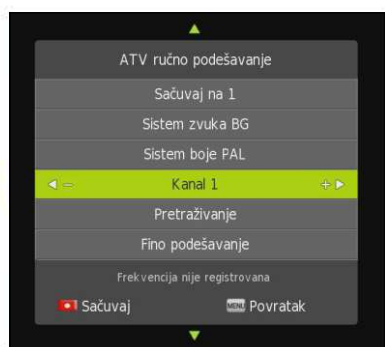 ATV ručno podešavanje
Sačuvaj na 1
Sistem zvuka BG
Sistem boje PAL
− Kanal 1 +
Pretraživanje
Fino podešavanje
Frekvencija nije registrovana
Sačuvaj MENU Povratak